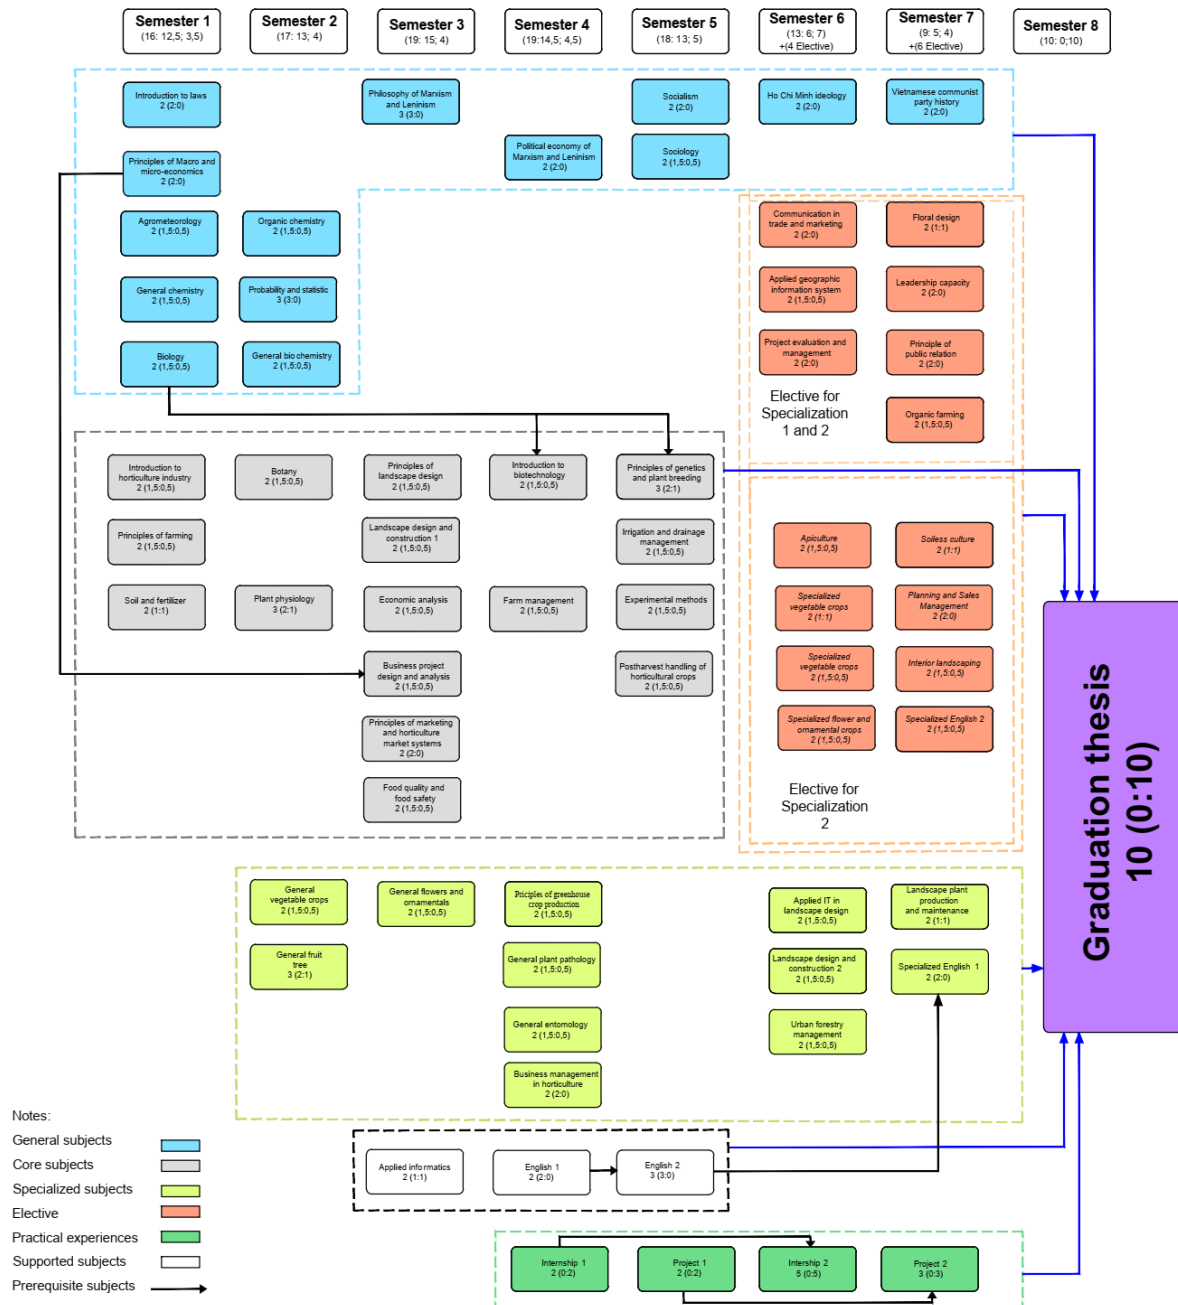 Semester 1
(16: 12,5; 3,5)
Semester 2
(17: 13; 4)
Semester 3
(19: 15; 4)
Semester 4
(19:14,5; 4,5)
Semester 5
(18: 13; 5)
Semester 6
(13: 6; 7)
+(4 Elective)
Semester 7
(9: 5; 4)
+(6 Elective)
Semester 8
(10: 0;10)
Introduction to laws
2 (2:0)
Philosophy of Marxism
and Leninism
3 (3:0)
Socialism
2 (2:0)
Ho Chi Minh ideology
2 (2:0)
Vietnamese communist
party history
2 (2:0)
Principles of Macro and
micro-economics
2 (2:0)
Political economy of
Marxism and Leninism
2 (2:0)
Sociology
2 (1,5:0,5)
Agrometeorology
2 (1,5:0,5)
Organic chemistry
2 (1,5:0,5)
General chemistry
2 (1,5:0,5)
Probability and statistic
3 (3:0)
Biology
2 (1,5:0,5)
General bio chemistry
2 (1,5:0,5)
Communication in
trade and marketing
2 (2:0)
Floral design
2 (1:1)
Applied geographic
information system
2 (1,5:0,5)
Leadership capacity
2 (2:0)
Project evaluation and
management
2 (2:0)
Principle of
public relation
2 (2:0)
Elective for
Specialization
1 and 2
Organic farming
2 (1,5:0,5)
Introduction to
horticulture industry
2 (1,5:0,5)
Botany
2 (1,5:0,5)
Principles of
landscape design
2 (1,5:0,5)
Introduction to
biotechnology
2 (1,5:0,5)
Principles of genetics
and plant breeding
3 (2:1)
Principles of farming
2 (1,5:0,5)
Landscape design and
construction 1
2 (1,5:0,5)
Irrigation and drainage
management
2 (1,5:0,5)
Soil and fertilizer
2 (1:1)
Plant physiology
3 (2:1)
Economic analysis
2 (1,5:0,5)
Farm management
2 (1,5:0,5)
Experimental methods
2 (1,5:0,5)
Business project
design and analysis
2 (1,5:0,5)
Postharvest handling of
horticultural crops
2 (1,5:0,5)
Principles of marketing
and horticulture
market systems
2 (2:0)
Food quality and
food safety
2 (1,5:0,5)
Apiculture
2 (1,5:0,5)
Soiless culture
2 (1:1)
Specialized
vegetable crops
2 (1:1)
Planning and Sales
Management
2 (2:0)
Specialized
vegetable crops
2 (1,5:0,5)
Interior landscaping
2 (1,5:0,5)
Specialized flower and
ornamental crops
2 (1,5:0,5)
Specialized English 2
2 (1,5:0,5)
Elective for
Specialization
2
Graduation thesis
10 (0:10)
General
vegetable crops
2 (1,5:0,5)
General flowers and
ornamentals
2 (1,5:0,5)
Priciples of greenhouse
crop production
2 (1,5:0,5)
Applied IT in
landscape design
2 (1,5:0,5)
Landscape plant
production
and maintenance
2 (1:1)
General fruit
tree
3 (2:1)
General plant pathology
2 (1,5:0,5)
Landscape design and
construction 2
2 (1,5:0,5)
Specialized English 1
2 (2:0)
General entomology
2 (1,5:0,5)
Urban forestry
management
2 (1,5:0,5)
Business management
in horticulture
2 (2:0)
Applied informatics
2 (1:1)
English 1
2 (2:0)
English 2
3 (3:0)
Internship 1
2 (0:2)
Project 1
2 (0:2)
Intership 2
5 (0:5)
Project 2
3 (0:3)
Notes:
General subjects
Core subjects
Specialized subjects
Elective
Practical experiences
Supported subjects
Prerequisite subjects